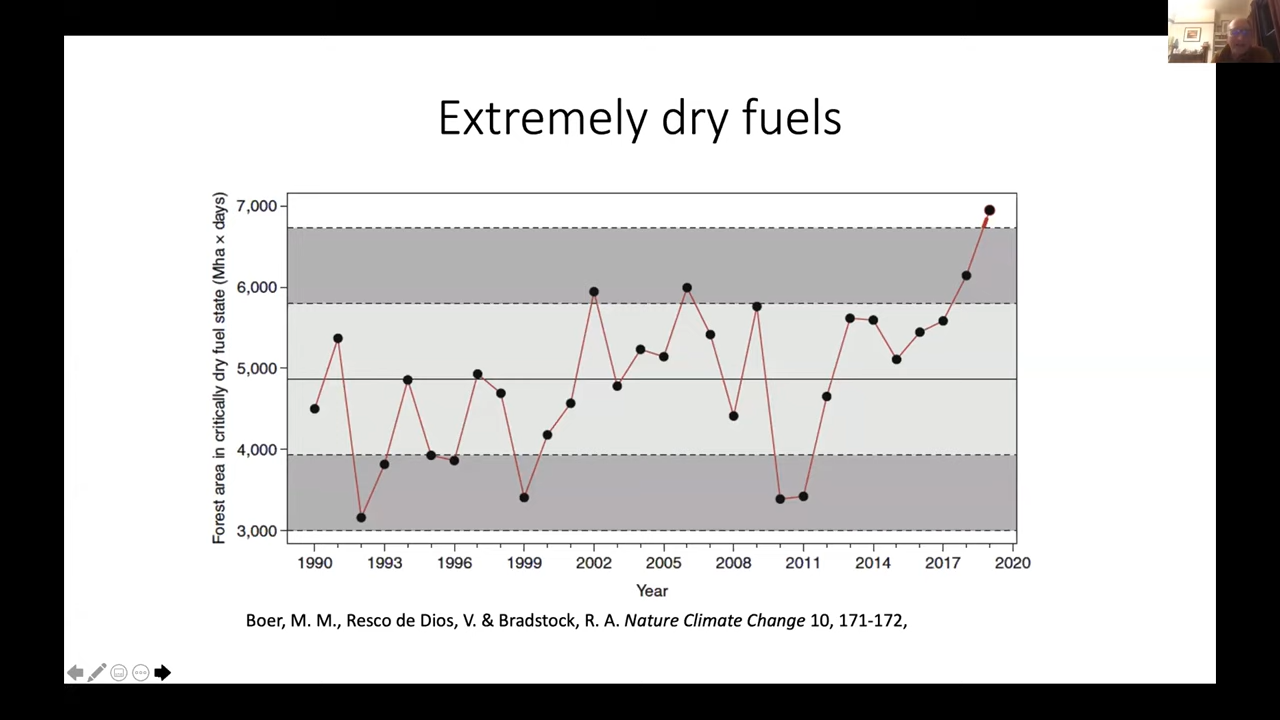 Extremely dry fuels
Forest area in critically dry fuel state (Mha × days)
7,000
6,000
5,000
4,000
3,000
1990 1993 1996 1999 2002 2005 2008 2011 2014 2017 2020
Year
Boer, M. M., Resco de Dios, V. & Bradstock, R. A. Nature Climate Change 10, 171-172,